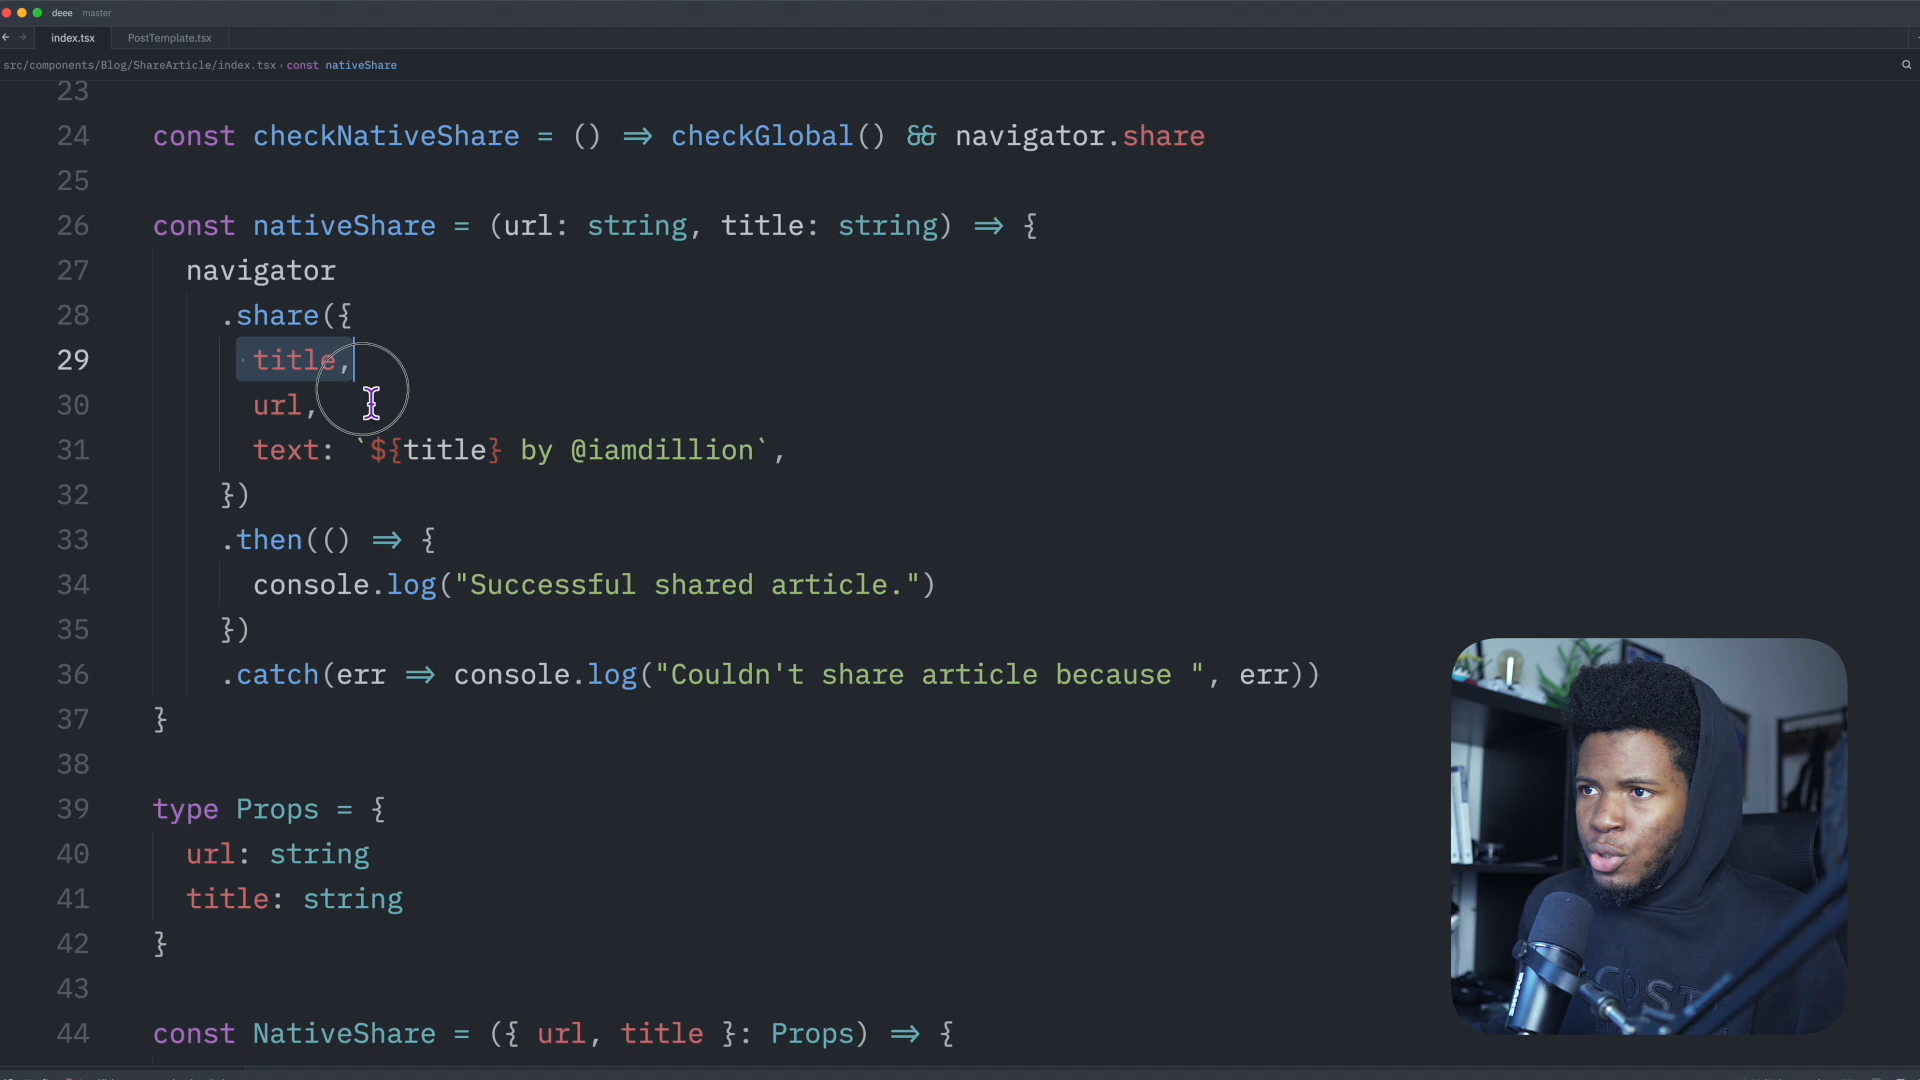 deee master
index.tsx PostTemplate.tsx
src/components/Blog/ShareArticle/index.tsx › const nativeShare
23
24 const checkNativeShare = () => checkGlobal() && navigator.share
25
26 const nativeShare = (url: string, title: string) => {
27 navigator
28 .share({
29 title,
30 url,
31 text: `${title} by @iamdillion`,
32 })
33 .then(() => {
34 console.log("Successful shared article.")
35 })
36 .catch(err => console.log("Couldn't share article because ", err))
37 }
38
39 type Props = {
40 url: string
41 title: string
42 }
43
44 const NativeShare = ({ url, title }: Props) => {